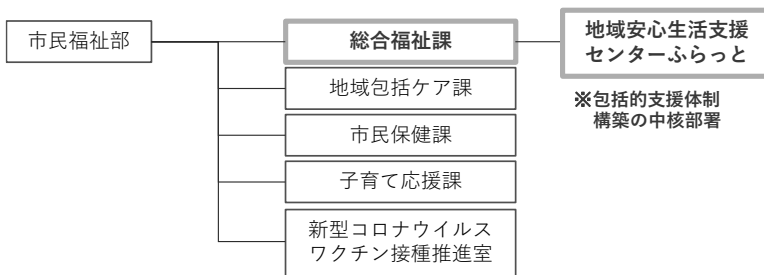 市民福祉部
総合福祉課
地域安心生活支援
センターふらっと
※包括的支援体制
構築の中核部署
地域包括ケア課
市民保健課
子育て応援課
新型コロナウイルス
ワクチン接種推進室